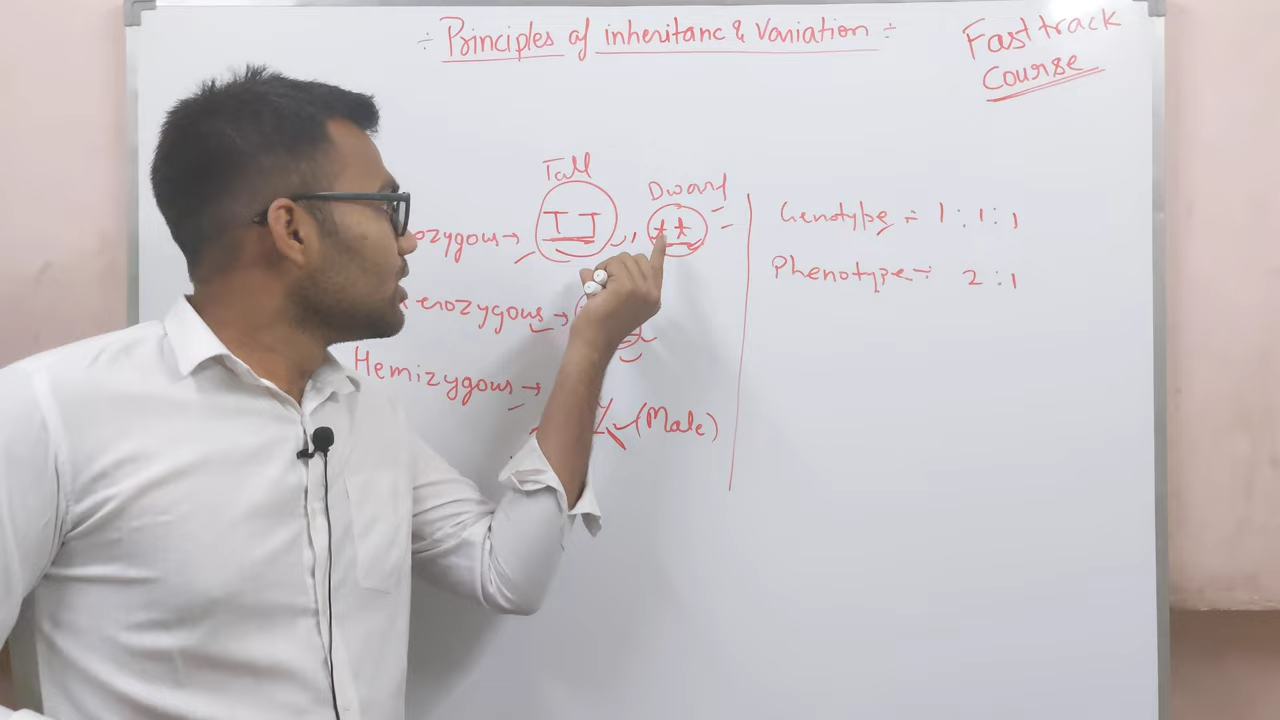 ÷ Principles of inheritanc & Variation ÷
Fast track
Course
Tall
Dwarf
ozygous → TT , tt
erozygous →
Hemizygous →
(Male)
Genotype = 1:1:1
Phenotype ÷ 2:1